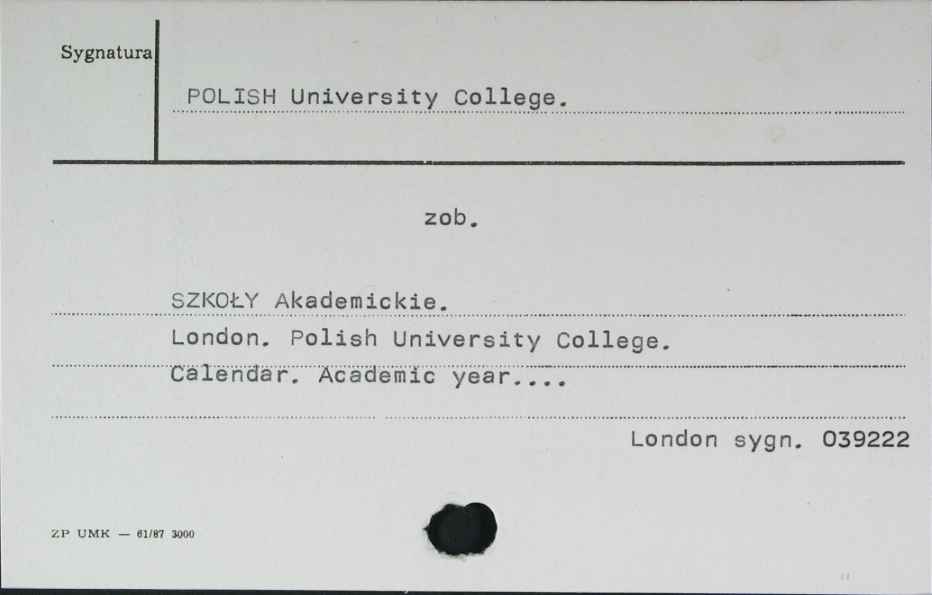 Sygnatura
POLISH University College.
zob.
SZKOŁY Akademickie.
London. Polish University College.
Calendar. Academic year....
London sygn. 039222
ZP UMK — 61/87 3000